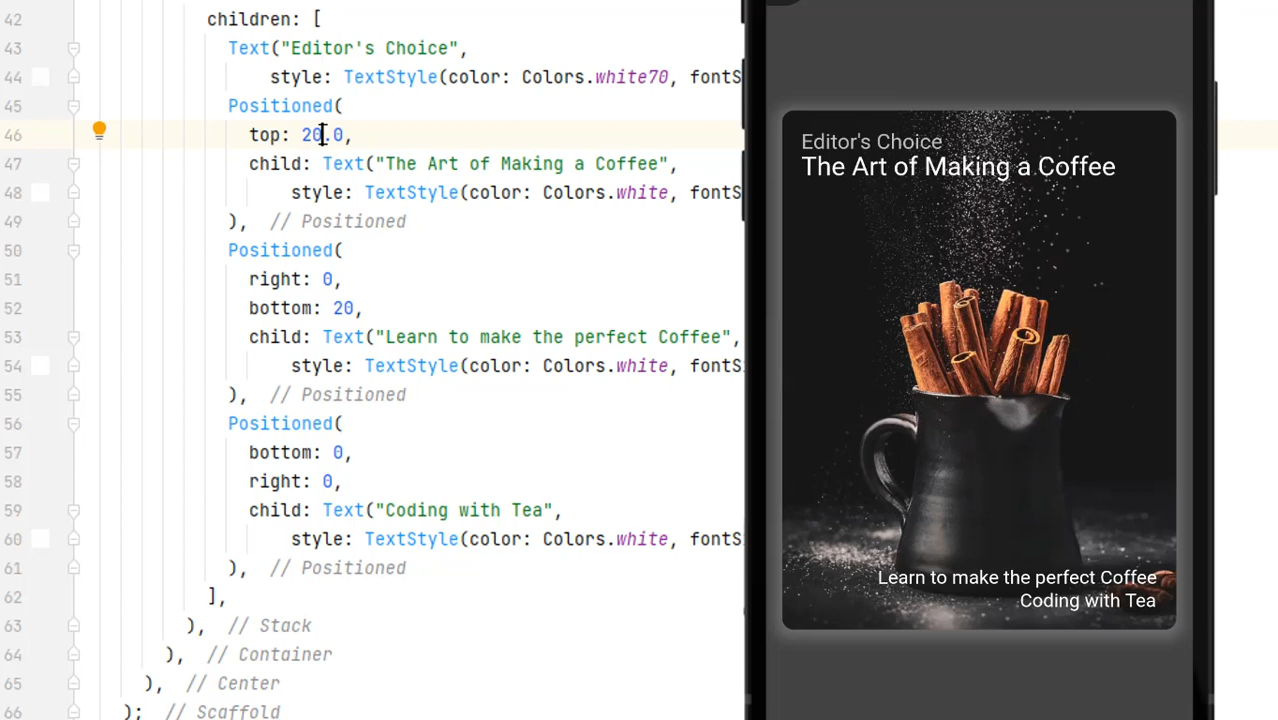 42 children: [
43 Text("Editor's Choice",
44 style: TextStyle(color: Colors.white70, fontS
45 Positioned(
46 top: 20.0,
47 child: Text("The Art of Making a Coffee",
48 style: TextStyle(color: Colors.white, fontS
49 ), // Positioned
50 Positioned(
51 right: 0,
52 bottom: 20,
53 child: Text("Learn to make the perfect Coffee",
54 style: TextStyle(color: Colors.white, fontS
55 ), // Positioned
56 Positioned(
57 bottom: 0,
58 right: 0,
59 child: Text("Coding with Tea",
60 style: TextStyle(color: Colors.white, fontS
61 ), // Positioned
62 ],
63 ), // Stack
64 ), // Container
65 ), // Center
66 ); // Scaffold
Editor's Choice
The Art of Making a Coffee
Learn to make the perfect Coffee
Coding with Tea